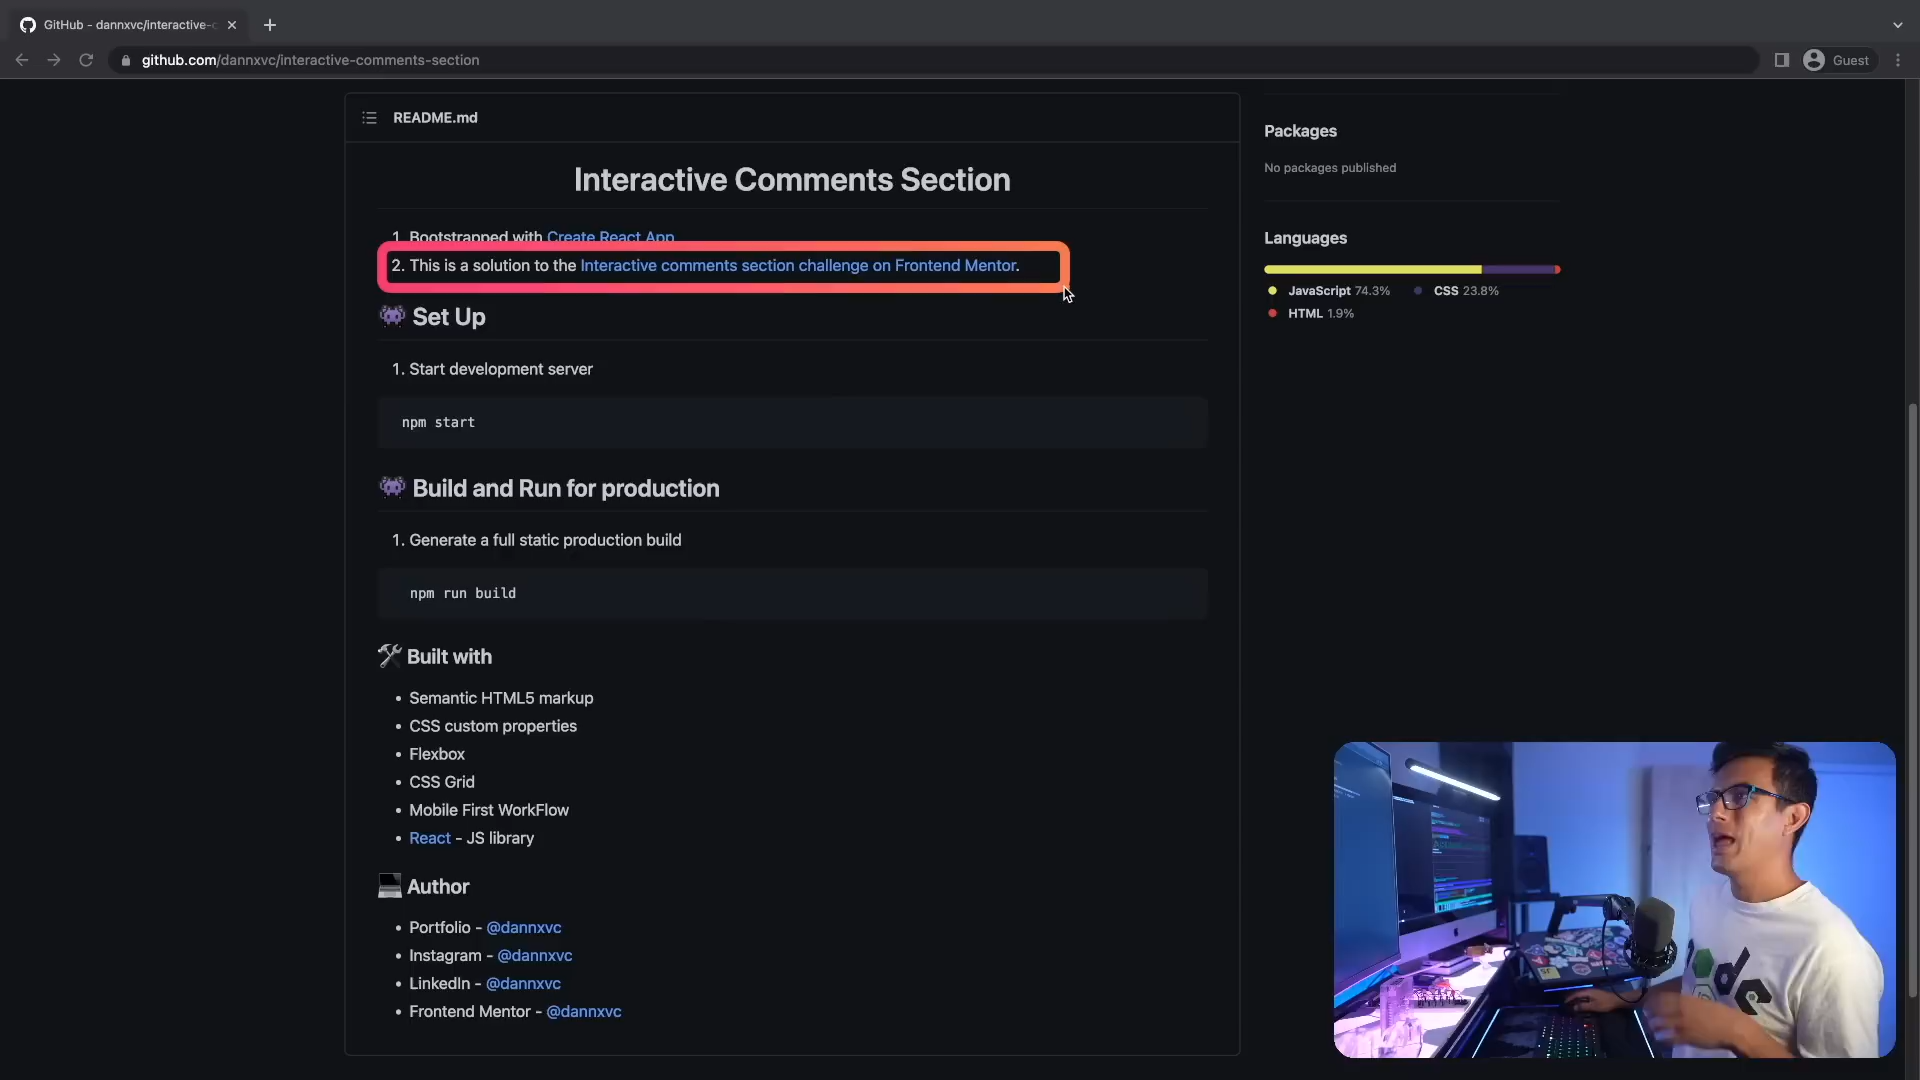 GitHub - dannxvc/interactive-c
github.com/dannxvc/interactive-comments-section
Guest
README.md
Interactive Comments Section
1. Bootstrapped with Create React App
2. This is a solution to the Interactive comments section challenge on Frontend Mentor.
Set Up
1. Start development server
npm start
Build and Run for production
1. Generate a full static production build
npm run build
Built with
• Semantic HTML5 markup
• CSS custom properties
• Flexbox
• CSS Grid
• Mobile First WorkFlow
• React - JS library
Author
• Portfolio - @dannxvc
• Instagram - @dannxvc
• LinkedIn - @dannxvc
• Frontend Mentor - @dannxvc
Packages
No packages published
Languages
JavaScript 74.3%
CSS 23.8%
HTML 1.9%